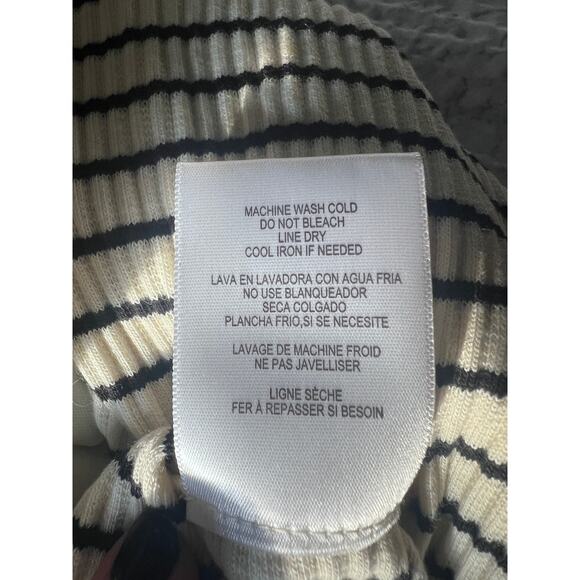 MACHINE WASH COLD
DO NOT BLEACH
LINE DRY
COOL IRON IF NEEDED
LAVA EN LAVADORA CON AGUA FRIA
NO USE BLANQUEADOR
SECA COLGADO
PLANCHA FRIO,SI SE NECESITE
LAVAGE DE MACHINE FROID
NE PAS JAVELLISER
LIGNE SÈCHE
FER À REPASSER SI BESOIN